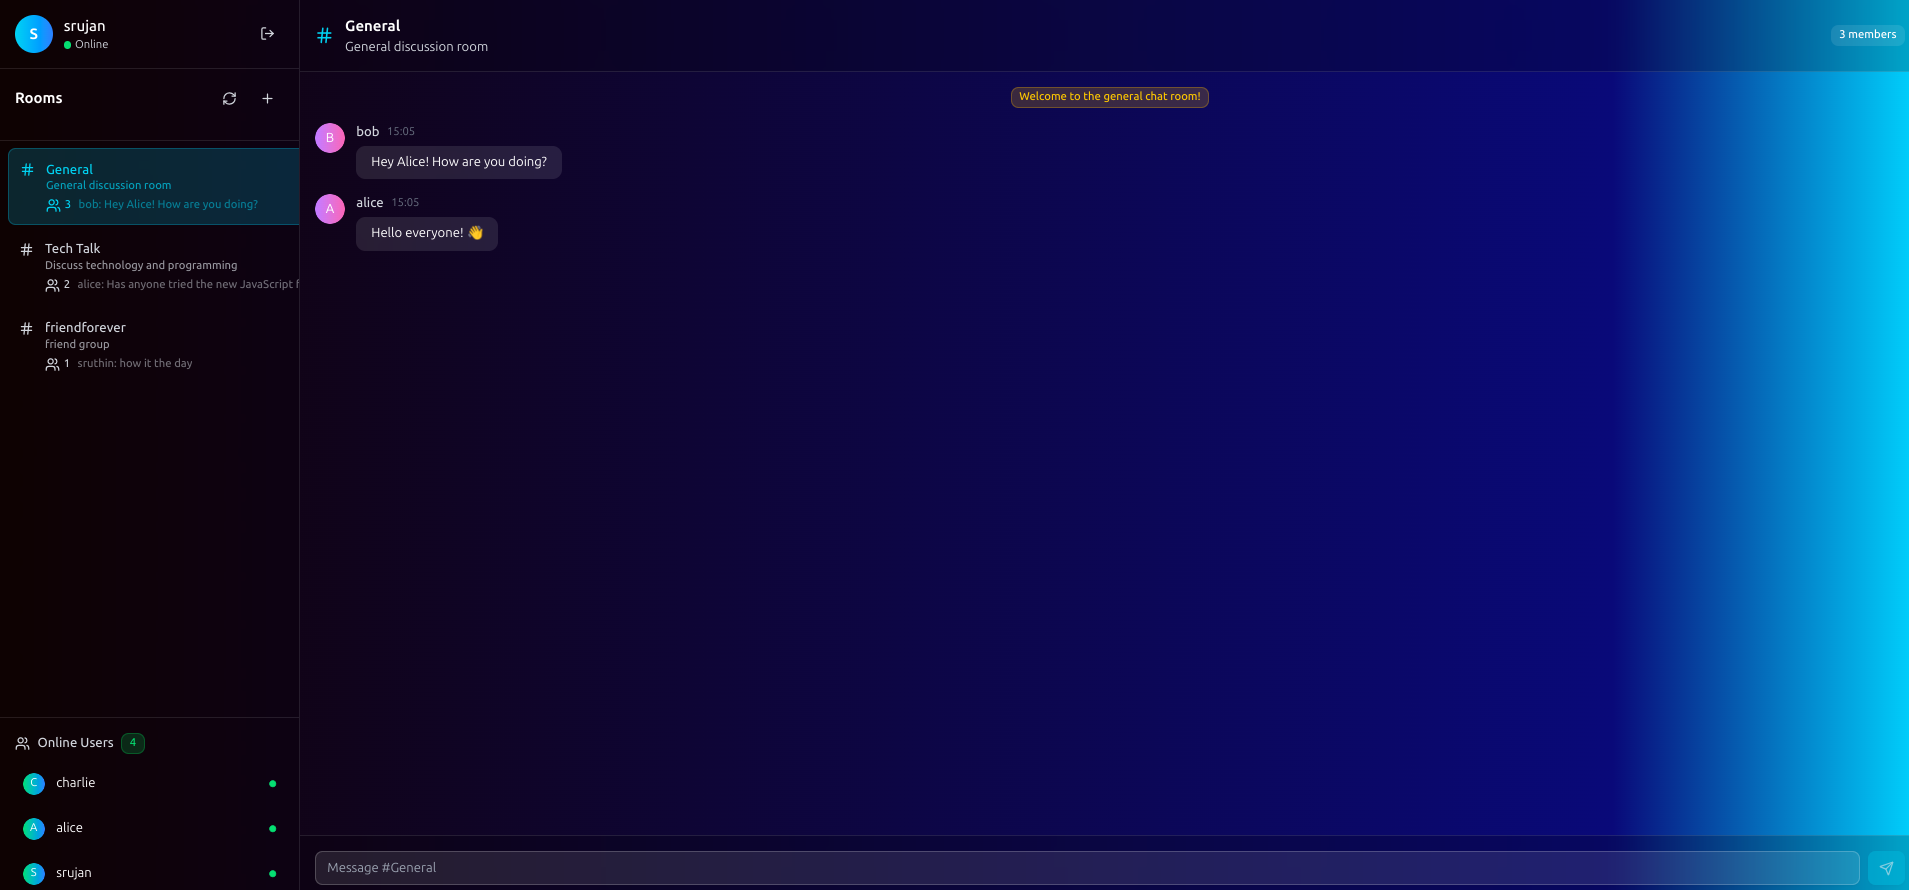 S
srujan
Online
Rooms
General
General discussion room
3 bob: Hey Alice! How are you doing?
Tech Talk
Discuss technology and programming
2 alice: Has anyone tried the new JavaScript f
friendforever
friend group
1 sruthin: how it the day
Online Users 4
C charlie
A alice
S srujan
General
General discussion room
3 members
Welcome to the general chat room!
B bob 15:05
Hey Alice! How are you doing?
A alice 15:05
Hello everyone! 👋
Message #General